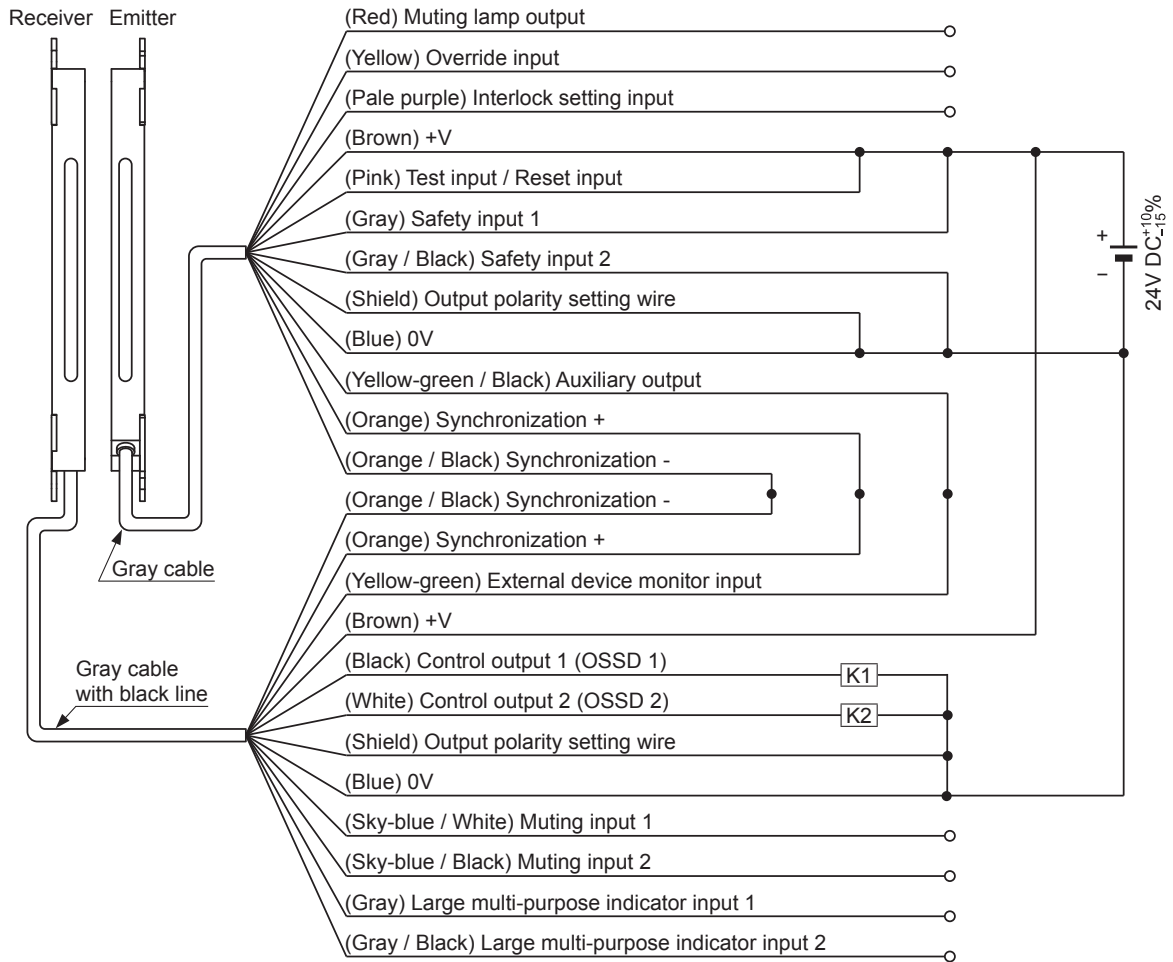 Receiver Emitter
(Red) Muting lamp output
(Yellow) Override input
(Pale purple) Interlock setting input
(Brown) +V
(Pink) Test input / Reset input
(Gray) Safety input 1
(Gray / Black) Safety input 2
(Shield) Output polarity setting wire
(Blue) 0V
(Yellow-green / Black) Auxiliary output
(Orange) Synchronization +
(Orange / Black) Synchronization -
(Orange / Black) Synchronization -
(Orange) Synchronization +
(Yellow-green) External device monitor input
(Brown) +V
(Black) Control output 1 (OSSD 1)
(White) Control output 2 (OSSD 2)
(Shield) Output polarity setting wire
(Blue) 0V
(Sky-blue / White) Muting input 1
(Sky-blue / Black) Muting input 2
(Gray) Large multi-purpose indicator input 1
(Gray / Black) Large multi-purpose indicator input 2
Gray cable
Gray cable
with black line
K1
K2
+
−
24V DC +10 -15 %